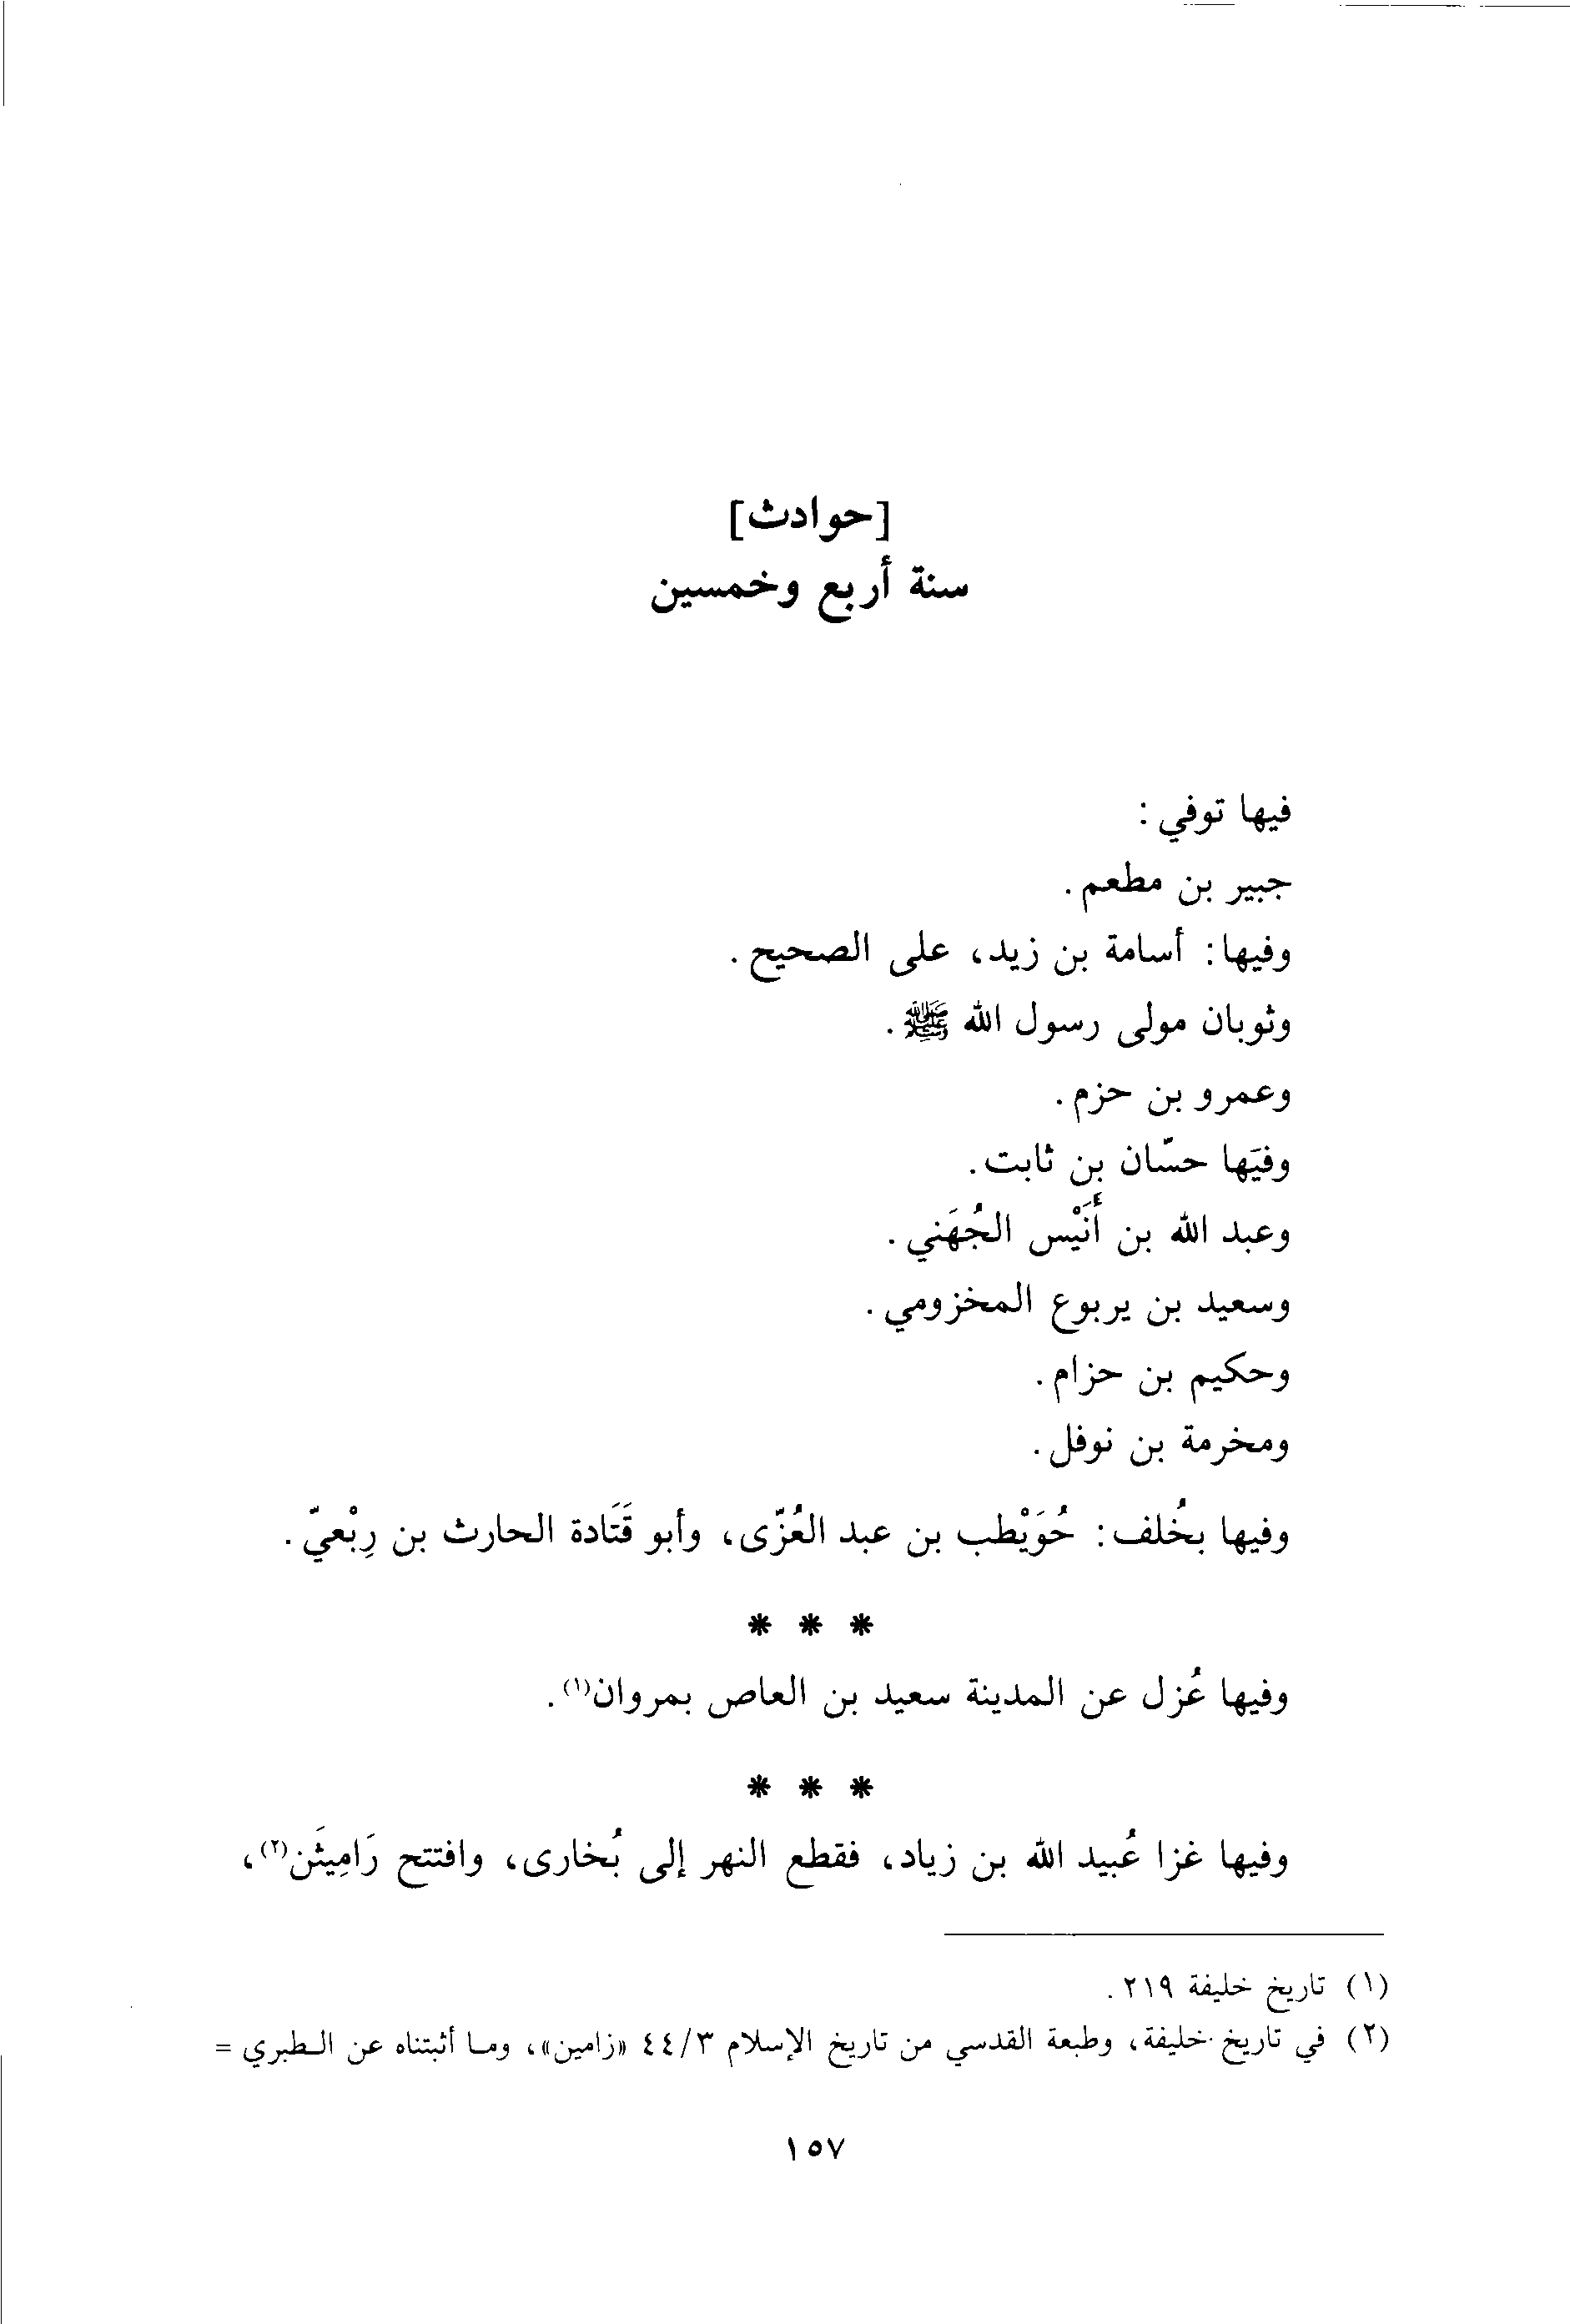 [حوادث]
سنة أربع وخمسين
فيها توفي :
جبير بن مطعم .
وفيها : أسامة بن زيد، على الصحيح .
وثوبان مولى رسول الله ﷺ .
وعمرو بن حزم .
وفيَها حسّان بن ثابت .
وعبد الله بن أُنَيْس الجُهَني .
وسعيد بن يربوع المخزومي .
وحكيم بن حزام .
ومخرمة بن نوفل .
وفيها بخُلف : حُوَيْطب بن عبد العُزّى، وأبو قَتَادة الحارث بن رِبْعيّ .
* * *
وفيها عُزل عن المدينة سعيد بن العاص بمروان(١) .
* * *
وفيها غزا عُبيد الله بن زياد، فقطع النهر إلى بُخارى، وافتتح رَامِيثَن(٢)،
(١) تاريخ خليفة ٢١٩ .
(٢) في تاريخ خليفة، وطبعة القدسي من تاريخ الإسلام ٤٤/٣ «زامين»، وما أثبتناه عن الطبري =
١٥٧